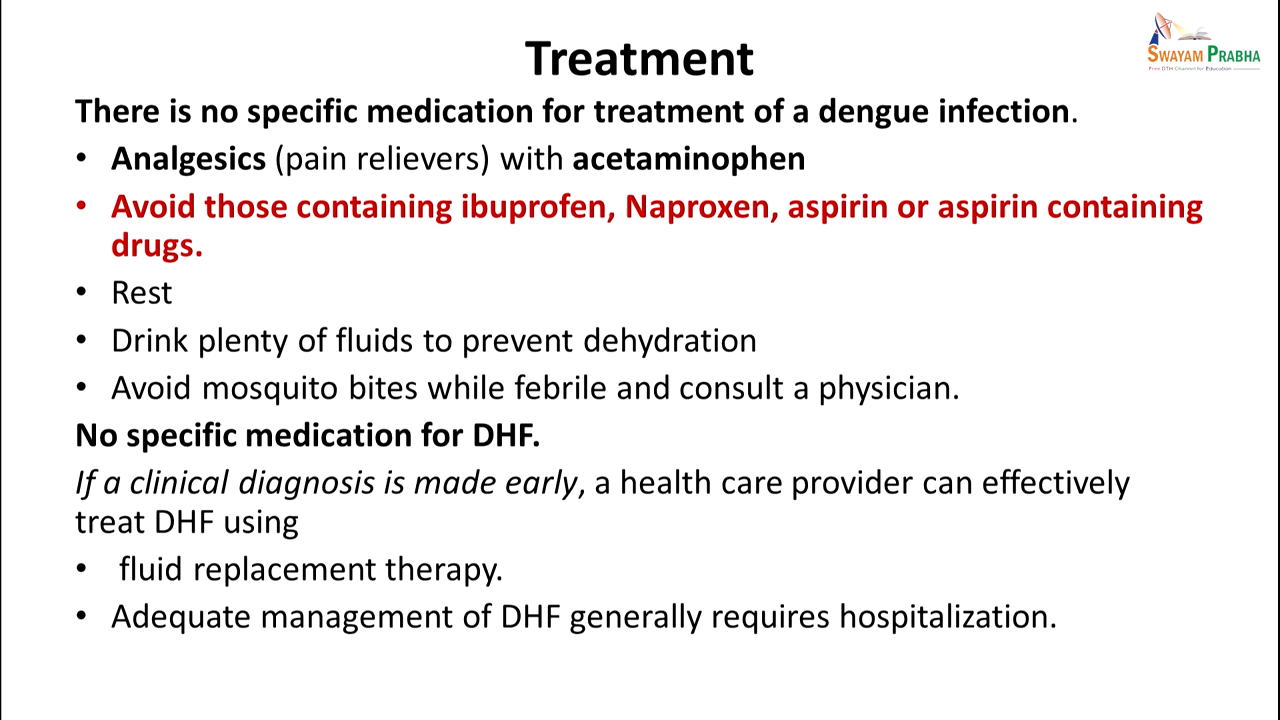 Treatment
SWAYAM PRABHA
Free DTH Channel for Education
There is no specific medication for treatment of a dengue infection.
• Analgesics (pain relievers) with acetaminophen
• Avoid those containing ibuprofen, Naproxen, aspirin or aspirin containing
drugs.
• Rest
• Drink plenty of fluids to prevent dehydration
• Avoid mosquito bites while febrile and consult a physician.
No specific medication for DHF.
If a clinical diagnosis is made early, a health care provider can effectively
treat DHF using
• fluid replacement therapy.
• Adequate management of DHF generally requires hospitalization.